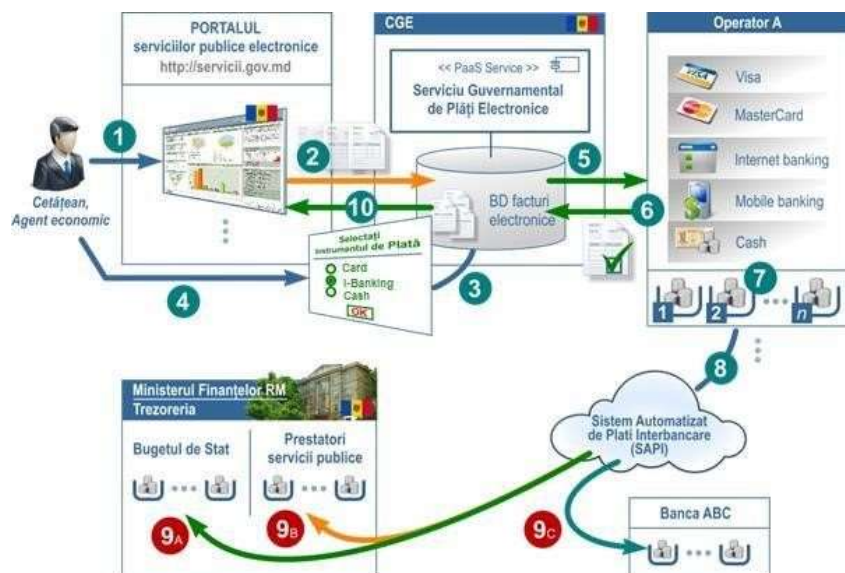 PORTALUL
serviciilor publice electronice
http://servicii.gov.md
CGE
<< PaaS Service >>
Serviciu Guvernamental
de Plăți Electronice
Operator A
VISA
Visa
MasterCard
MasterCard
Internet banking
Mobile banking
Cash
1
Cetățean,
Agent economic
2
BD facturi
electronice
5
6
10
Selectați
Instrumentul de Plată
Card
I-Banking
Cash
OK
3
4
7
1
2
n
8
Ministerul Finanțelor RM
Trezoreria
Bugetul de Stat
Prestatori
servicii publice
Sistem Automatizat
de Plati Interbancare
(SAPI)
9A
9B
9C
Banca ABC